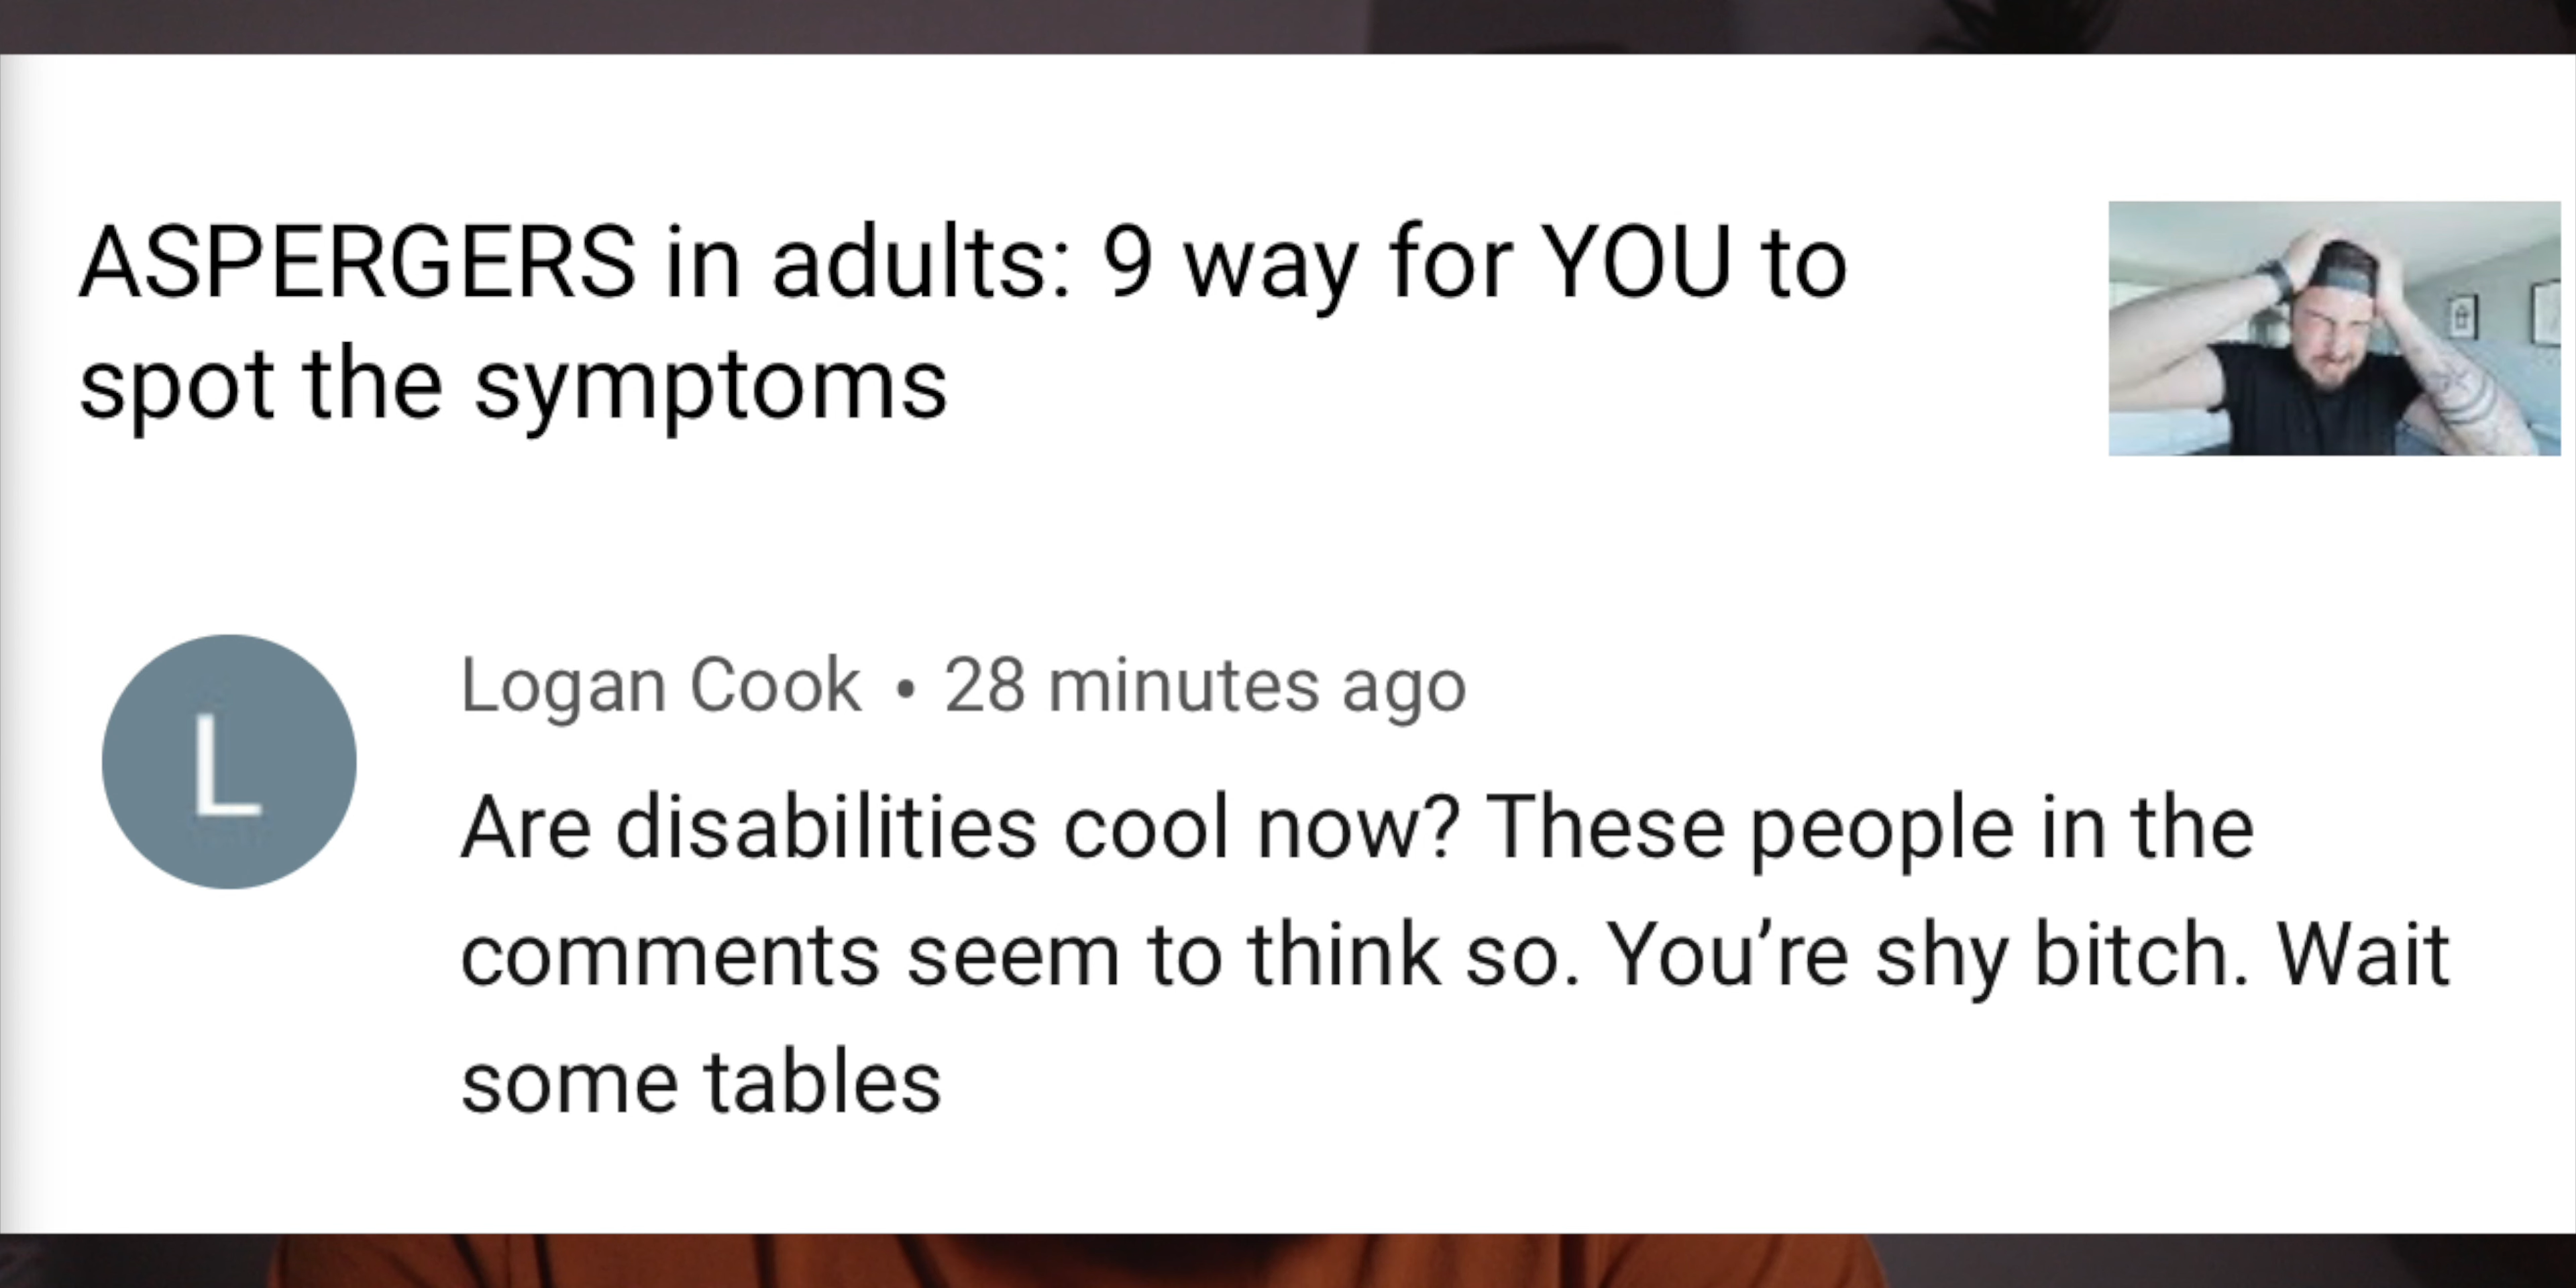 ASPERGERS in adults: 9 way for YOU to
spot the symptoms
L
Logan Cook • 28 minutes ago
Are disabilities cool now? These people in the
comments seem to think so. You’re shy bitch. Wait
some tables